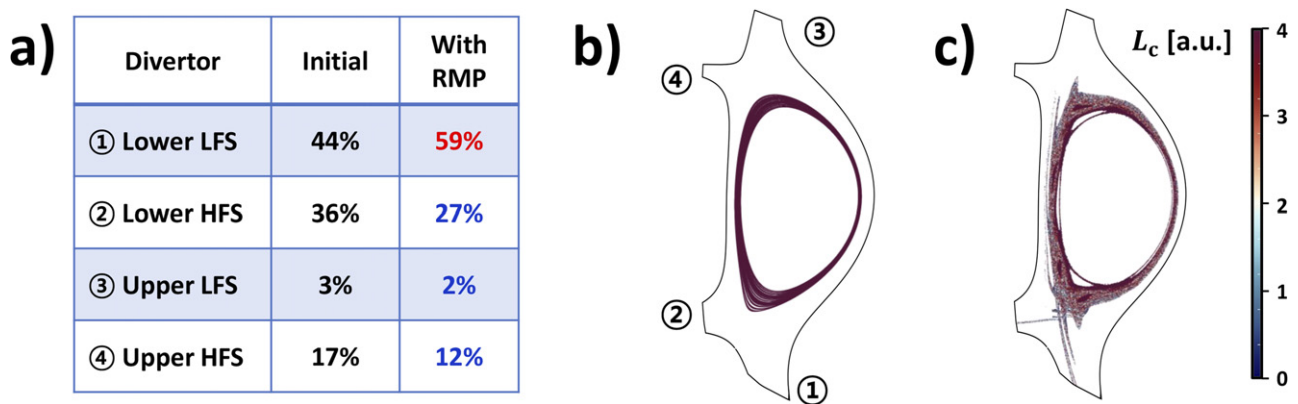 a)
Divertor Initial With RMP
① Lower LFS 44% 59%
② Lower HFS 36% 27%
③ Upper LFS 3% 2%
④ Upper HFS 17% 12%
b)
③
④
②
①
c)
L_c [a.u.]
4
3
2
1
0